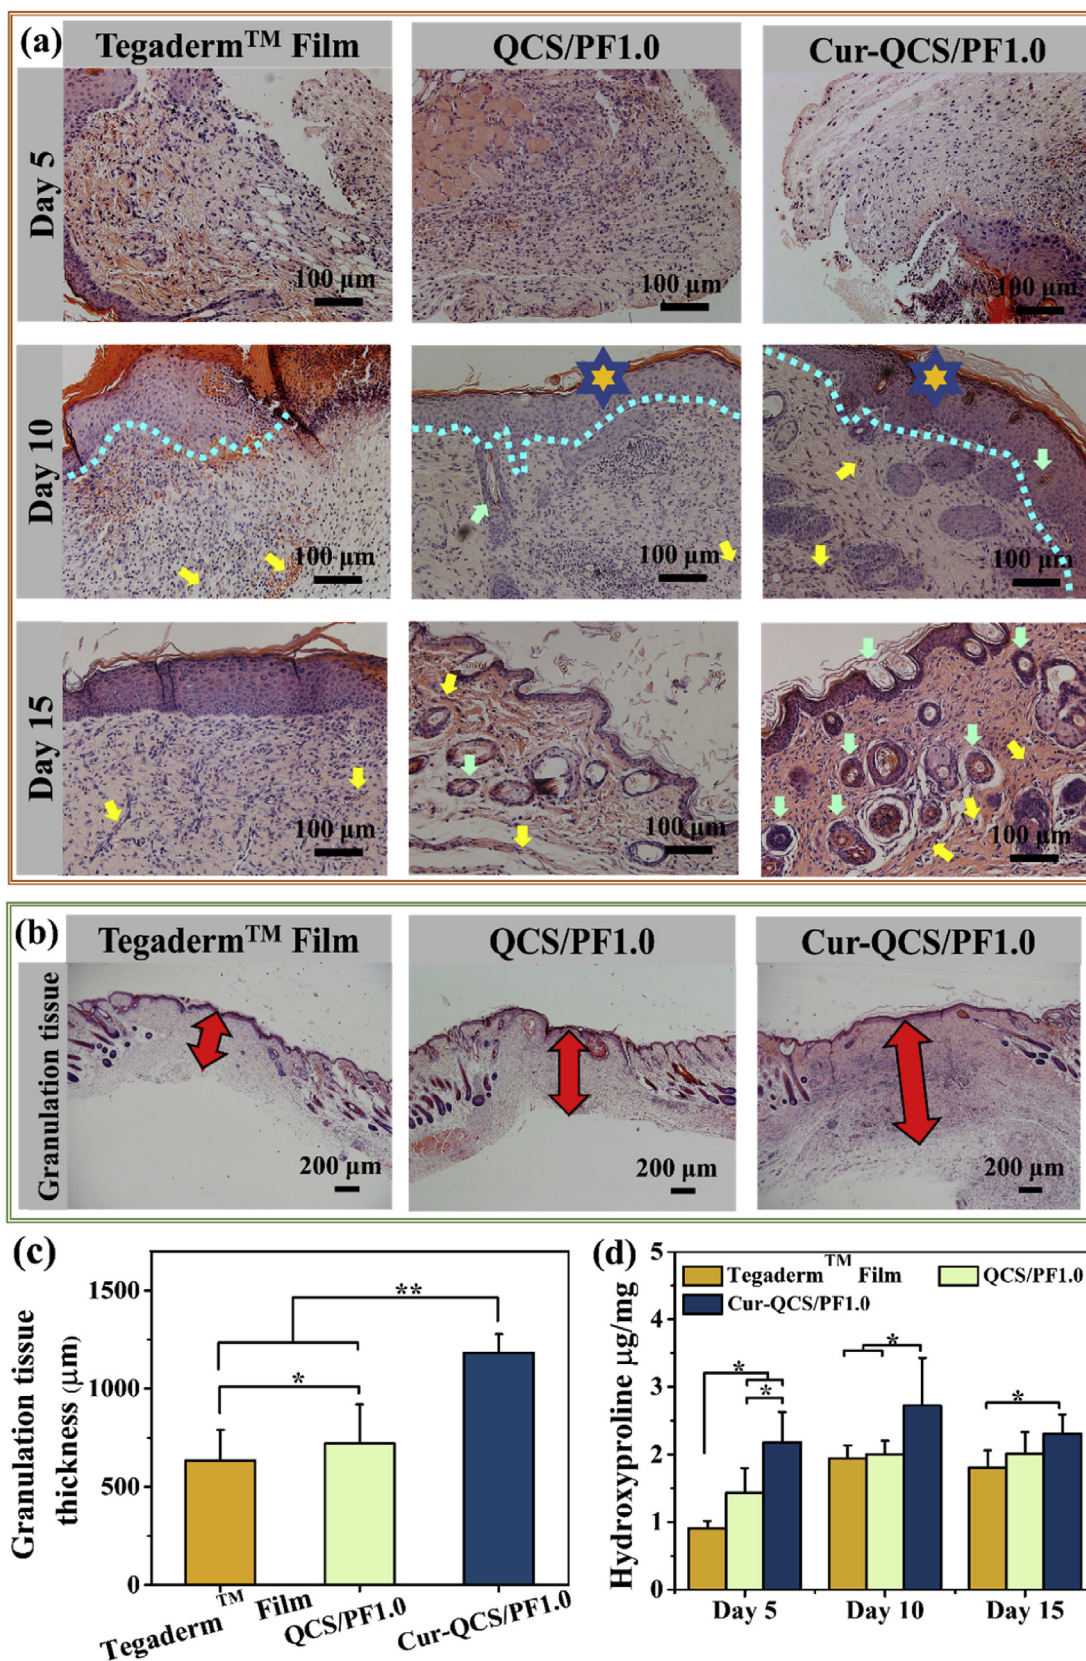 (a)
Tegaderm™ Film
QCS/PF1.0
Cur-QCS/PF1.0
Day 5
100 µm
100 µm
100 µm
Day 10
100 µm
100 µm
100 µm
Day 15
100 µm
100 µm
100 µm
(b)
Tegaderm™ Film
QCS/PF1.0
Cur-QCS/PF1.0
Granulation tissue
200 µm
200 µm
200 µm
(c)
Granulation tissue
thickness (µm)
1500
1000
500
0
**
*
Tegaderm™ Film
QCS/PF1.0
Cur-QCS/PF1.0
(d)
Hydroxyproline µg/mg
5
4
3
2
1
0
Tegaderm™ Film
QCS/PF1.0
Cur-QCS/PF1.0
*
*
*
*
Day 5
Day 10
Day 15